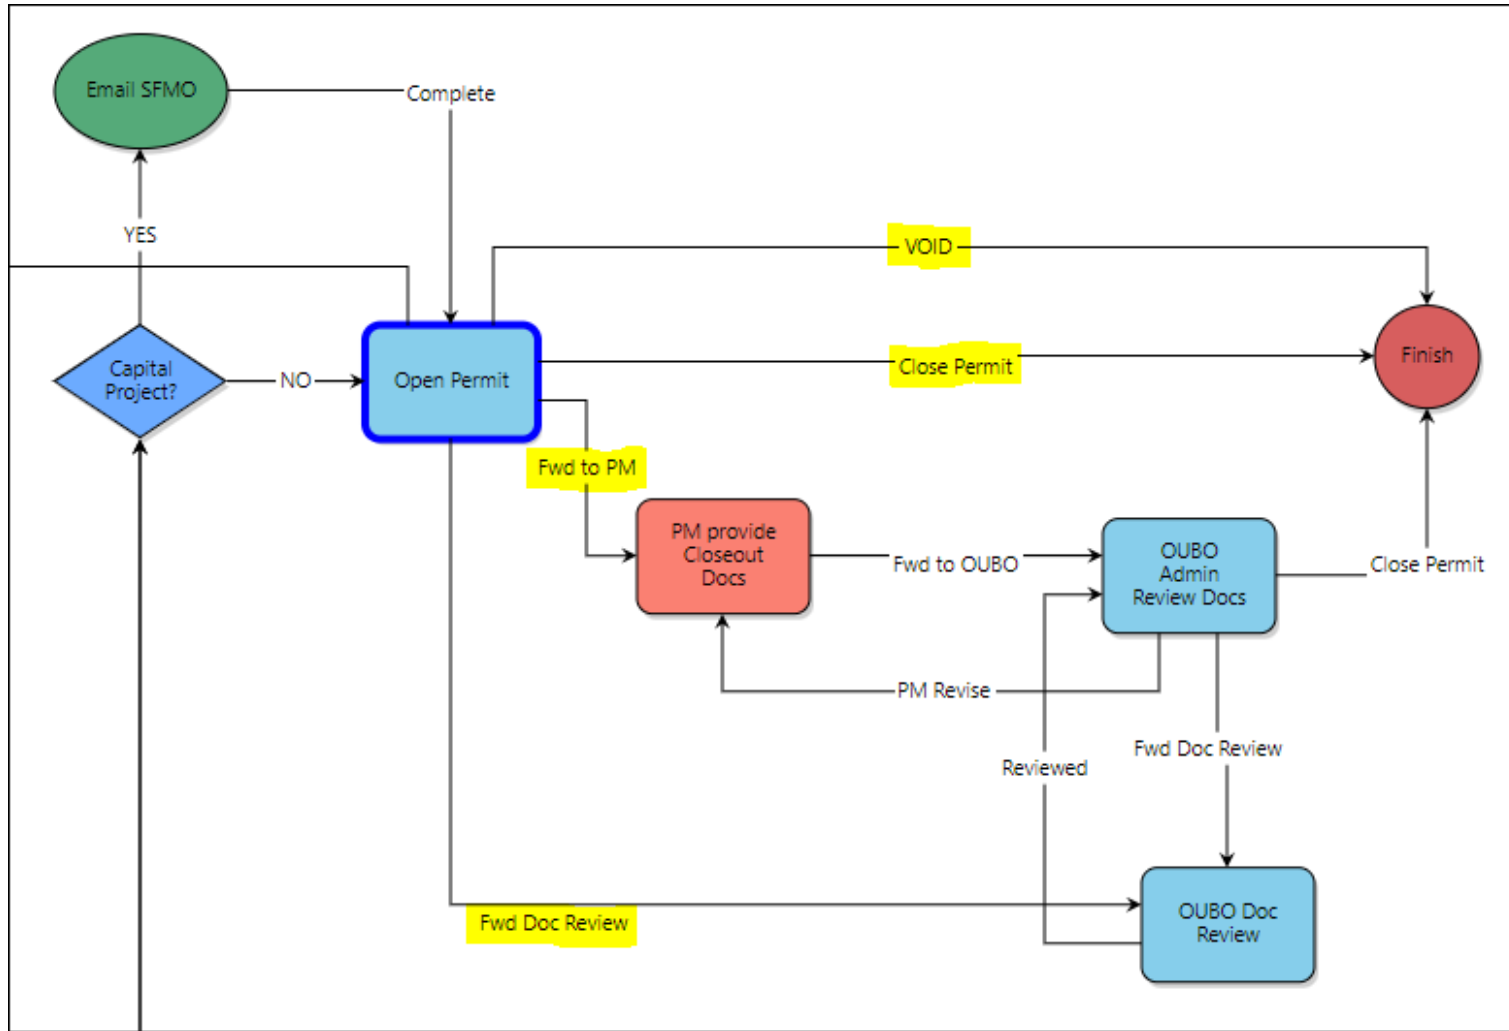 Email SFMO
Complete
YES
VOID
Capital
Project?
NO
Open Permit
Close Permit
Finish
Fwd to PM
PM provide
Closeout
Docs
Fwd to OUBO
OUBO
Admin
Review Docs
Close Permit
PM Revise
Fwd Doc Review
Reviewed
Fwd Doc Review
OUBO Doc
Review